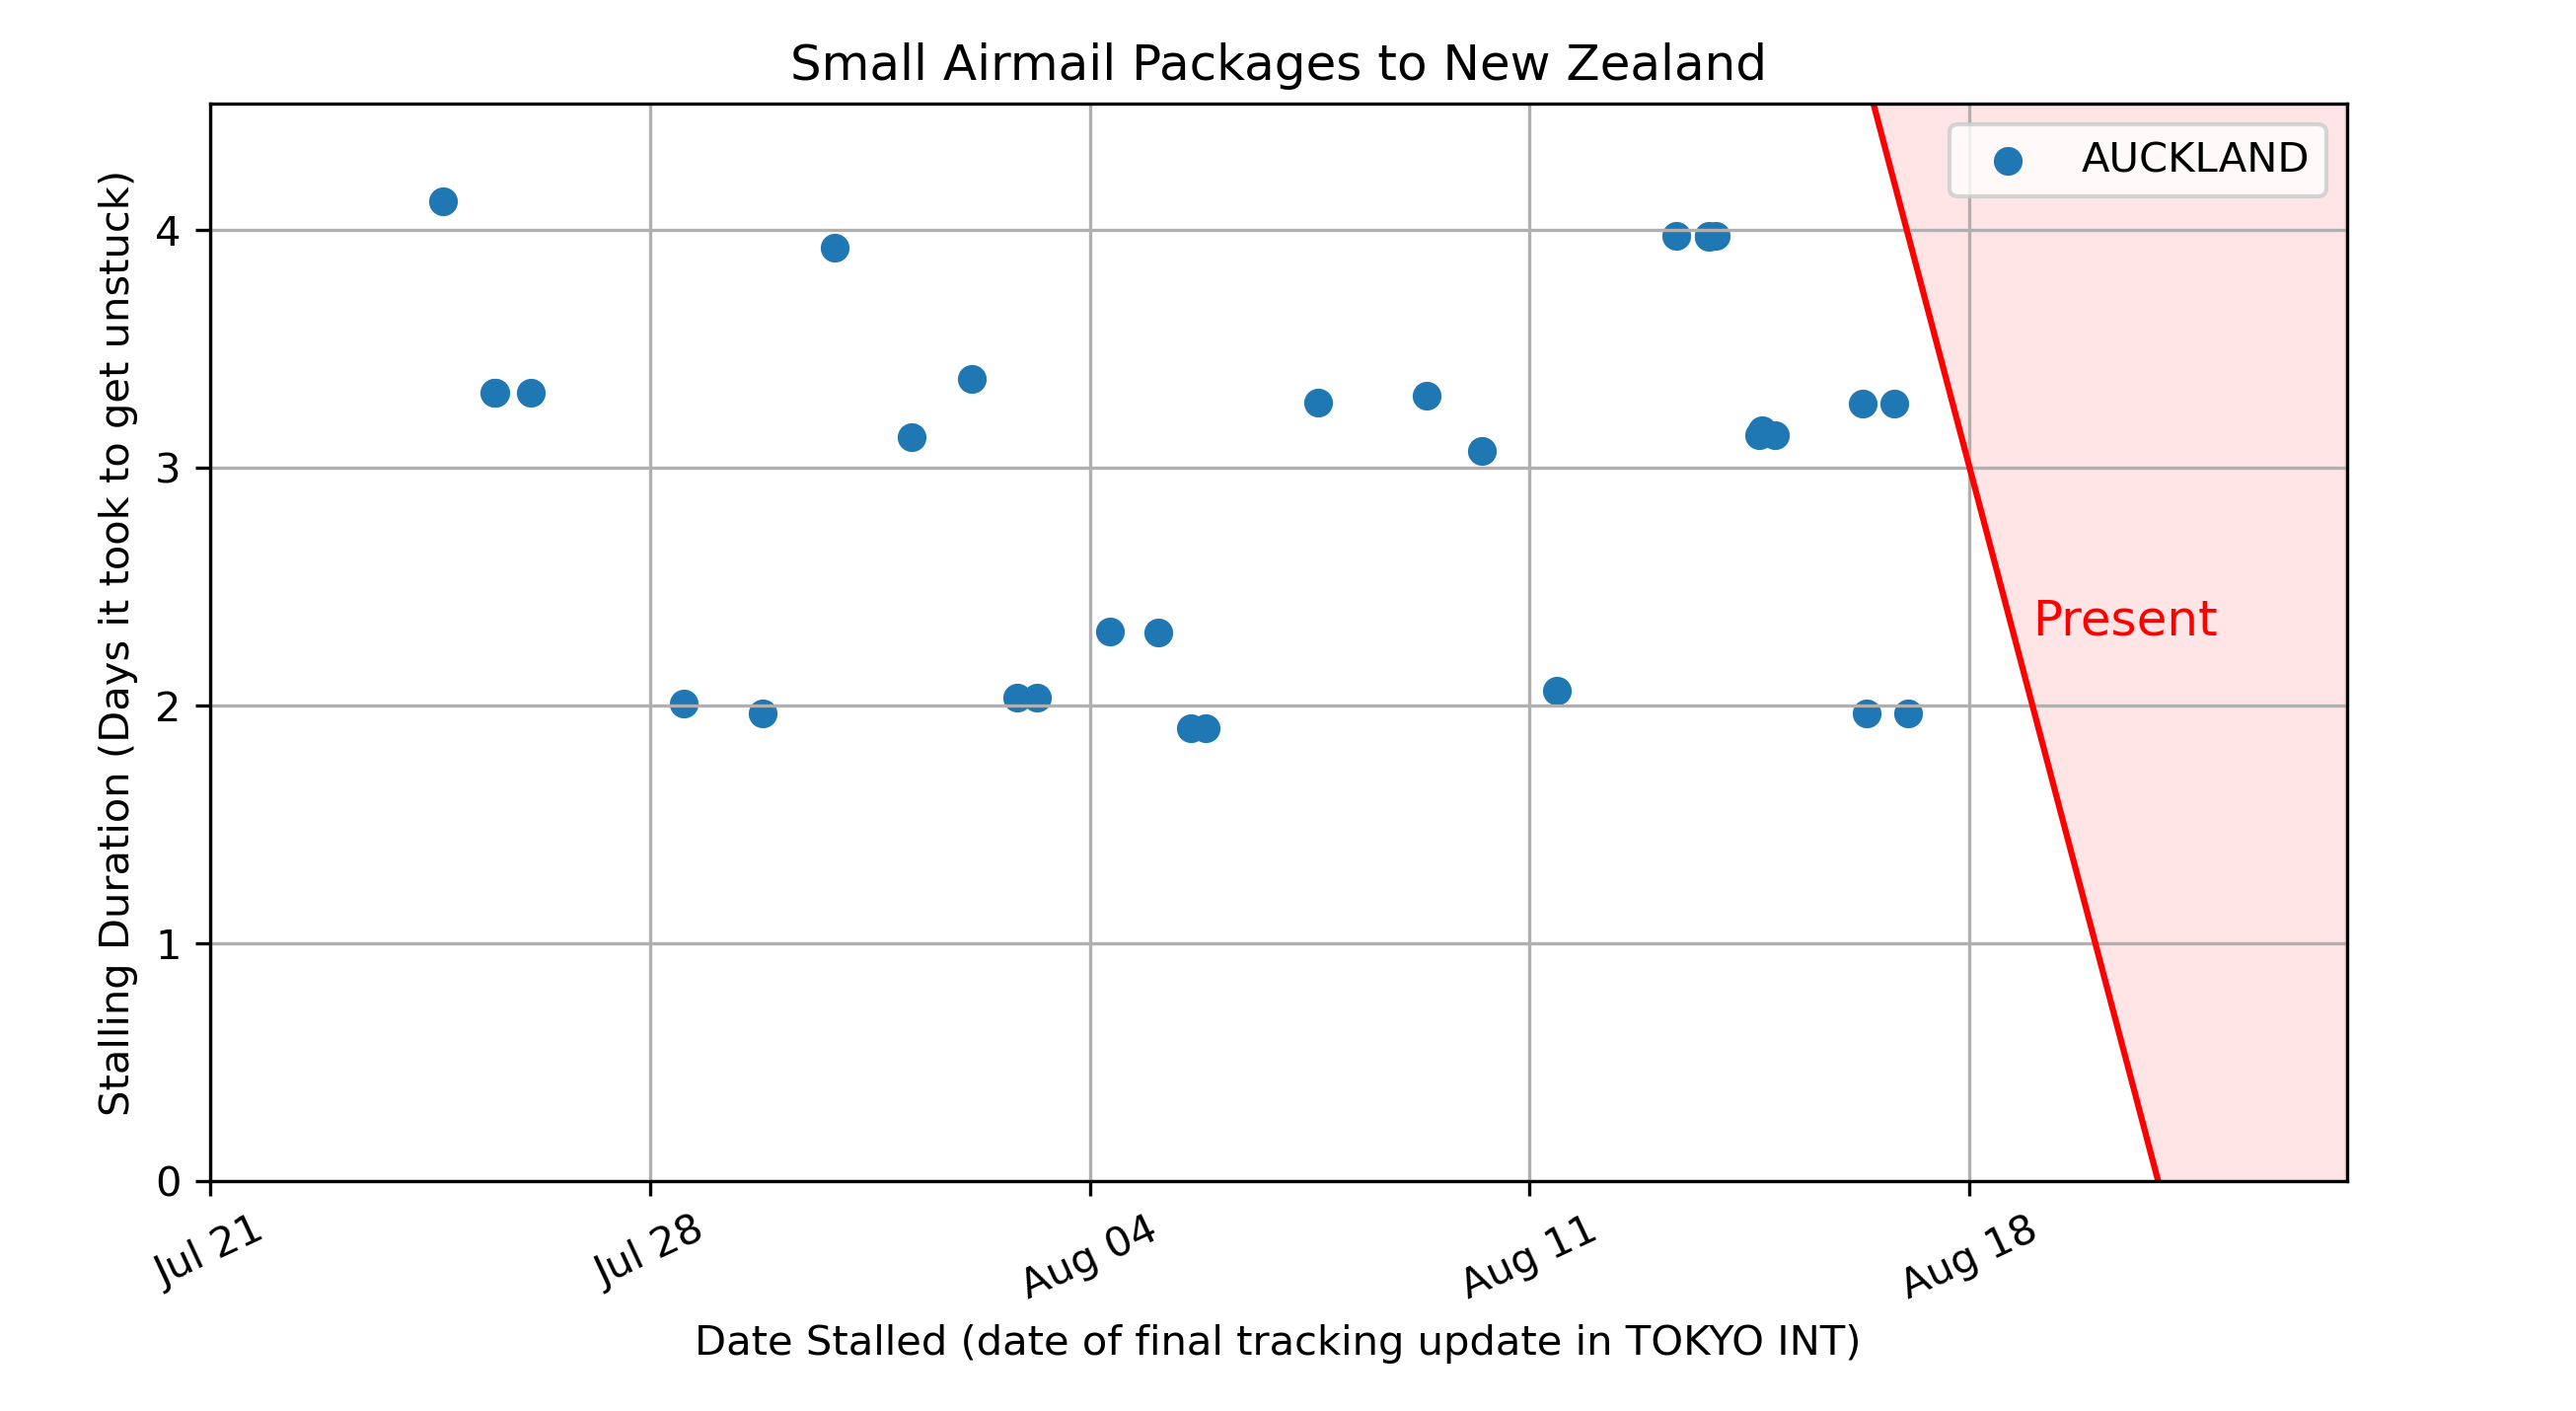 Small Airmail Packages to New Zealand
Stalling Duration (Days it took to get unstuck)
4
3
2
1
0
AUCKLAND
Present
Jul 21
Jul 28
Aug 04
Aug 11
Aug 18
Date Stalled (date of final tracking update in TOKYO INT)